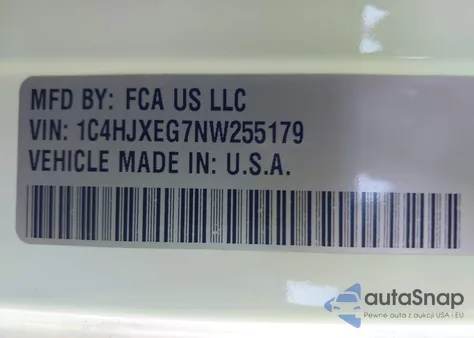 MFD BY: FCA US LLC
VIN: 1C4HJXEG7NW255179
VEHICLE MADE IN: U.S.A.
autaSnap
Pewne auta z aukcji USA - EU